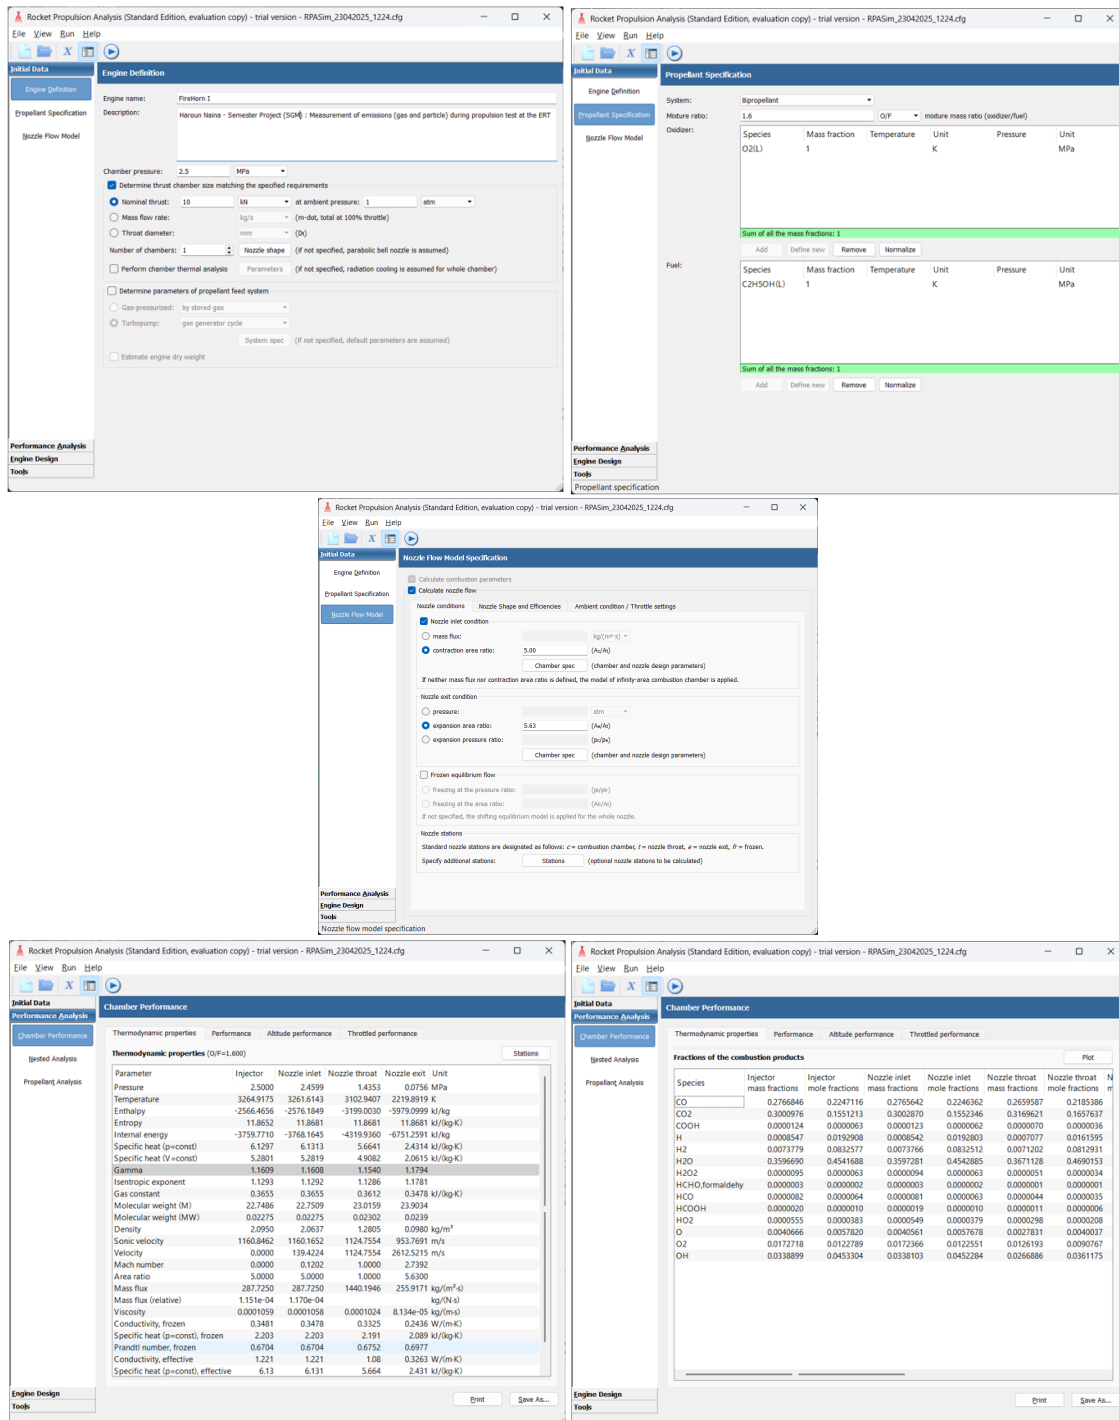 Rocket Propulsion Analysis (Standard Edition, evaluation copy) - trial version - RPASim_23042025_1224.cfg
File View Run Help
Initial Data
Engine Definition
Propellant Specification
Nozzle Flow Model
Engine Definition
Engine name: FireHorn I
Description: Haroun Naina - Semester Project (SGM) : Measurement of emissions (gas and particle) during propulsion test at the ERT
Chamber pressure: 2.5 MPa
Determine thrust chamber size matching the specified requirements
Nominal thrust: 10 kN at ambient pressure: 1 atm
Mass flow rate: kg/s (m-dot, total at 100% throttle)
Throat diameter: mm (Dt)
Number of chambers: 1 Nozzle shape (if not specified, parabolic bell nozzle is assumed)
Perform chamber thermal analysis Parameters (if not specified, radiation cooling is assumed for whole chamber)
Determine parameters of propellant feed system
Gas-pressurized: by stored gas
Turbopump: gas generator cycle
System spec (if not specified, default parameters are assumed)
Estimate engine dry weight
Performance Analysis
Engine Design
Tools
Rocket Propulsion Analysis (Standard Edition, evaluation copy) - trial version - RPASim_23042025_1224.cfg
File View Run Help
Initial Data
Engine Definition
Propellant Specification
Nozzle Flow Model
Propellant Specification
System: Bipropellant
Mixture ratio: 1.6 O/F mixture mass ratio (oxidizer/fuel)
Oxidizer:
Species Mass fraction Temperature Unit Pressure Unit
O2(L) 1 K MPa
Sum of all the mass fractions: 1
Add Define new Remove Normalize
Fuel:
Species Mass fraction Temperature Unit Pressure Unit
C2H5OH(L) 1 K MPa
Sum of all the mass fractions: 1
Add Define new Remove Normalize
Performance Analysis
Engine Design
Tools
Propellant specification
Rocket Propulsion Analysis (Standard Edition, evaluation copy) - trial version - RPASim_23042025_1224.cfg
File View Run Help
Initial Data
Engine Definition
Propellant Specification
Nozzle Flow Model
Nozzle Flow Model Specification
Calculate combustion parameters
Calculate nozzle flow
Nozzle conditions Nozzle Shape and Efficiencies Ambient condition / Throttle settings
Nozzle inlet condition
mass flux: kg/(m²·s)
contraction area ratio: 5.00 (Ac/At)
Chamber spec (chamber and nozzle design parameters)
If neither mass flux nor contraction area ratio is defined, the model of infinity-area combustion chamber is applied.
Nozzle exit condition
pressure: atm
expansion area ratio: 5.63 (Ae/At)
expansion pressure ratio: (pc/pe)
Chamber spec (chamber and nozzle design parameters)
Frozen equilibrium flow
freezing at the pressure ratio:
freezing at the area ratio:
If not specified, the shifting equilibrium model is applied for the whole nozzle.
Nozzle stations
Standard nozzle stations are designated as follows: c = combustion chamber, t = nozzle throat, e = nozzle exit, fr = frozen.
Specify additional stations: Stations (optional nozzle stations to be calculated)
Performance Analysis
Engine Design
Tools
Nozzle flow model specification
Rocket Propulsion Analysis (Standard Edition, evaluation copy) - trial version - RPASim_23042025_1224.cfg
File View Run Help
Initial Data
Performance Analysis
Chamber Performance
Nested Analysis
Propellant Analysis
Chamber Performance
Thermodynamic properties Performance Altitude performance Throttled performance
Thermodynamic properties (O/F=1.600) Stations
Parameter Injector Nozzle inlet Nozzle throat Nozzle exit Unit
Pressure 2.5000 2.4599 1.4353 0.0756 MPa
Temperature 3264.9175 3261.6143 3102.9407 2219.8919 K
Enthalpy -2566.4656 -2576.1849 -3199.0030 -5979.0999 kJ/kg
Entropy 11.8652 11.8681 11.8681 11.8681 kJ/(kg·K)
Internal energy -3759.7710 -3768.1645 -4319.9360 -6751.2591 kJ/kg
Specific heat (p=const) 6.1297 6.1313 5.6641 2.4314 kJ/(kg·K)
Specific heat (V=const) 5.2801 5.2819 4.9082 2.0615 kJ/(kg·K)
Gamma 1.1609 1.1608 1.1540 1.1794
Isentropic exponent 1.1293 1.1292 1.1286 1.1781
Gas constant 0.3655 0.3655 0.3612 0.3478 kJ/(kg·K)
Molecular weight (M) 22.7486 22.7509 23.0159 23.9034
Molecular weight (MW) 0.02275 0.02275 0.02302 0.0239
Density 2.0950 2.0637 1.2805 0.0980 kg/m³
Sonic velocity 1160.8462 1160.1652 1124.7554 953.7691 m/s
Velocity 0.0000 139.4224 1124.7554 2612.5215 m/s
Mach number 0.0000 0.1202 1.0000 2.7392
Area ratio 5.0000 5.0000 1.0000 5.6300
Mass flux 287.7250 287.7250 1440.1946 255.9171 kg/(m²·s)
Mass flux (relative) 1.151e-04 1.170e-04 kg/(N·s)
Viscosity 0.0001059 0.0001058 0.0001024 8.134e-05 kg/(m·s)
Conductivity, frozen 0.3481 0.3478 0.3325 0.2436 W/(m·K)
Specific heat (p=const), frozen 2.203 2.203 2.191 2.089 kJ/(kg·K)
Prandtl number, frozen 0.6704 0.6704 0.6752 0.6977
Conductivity, effective 1.221 1.221 1.08 0.3263 W/(m·K)
Specific heat (p=const), effective 6.13 6.131 5.664 2.431 kJ/(kg·K)
Print Save As...
Engine Design
Tools
Rocket Propulsion Analysis (Standard Edition, evaluation copy) - trial version - RPASim_23042025_1224.cfg
File View Run Help
Initial Data
Performance Analysis
Chamber Performance
Nested Analysis
Propellant Analysis
Chamber Performance
Thermodynamic properties Performance Altitude performance Throttled performance
Fractions of the combustion products Plot
Species Injector mass fractions Injector mole fractions Nozzle inlet mass fractions Nozzle inlet mole fractions Nozzle throat mass fractions Nozzle throat mole fractions
CO 0.2766846 0.2247116 0.2765642 0.2246362 0.2659587 0.2185386
CO2 0.3000976 0.1551213 0.3002870 0.1552346 0.3169621 0.1657637
COOH 0.0000124 0.0000063 0.0000123 0.0000062 0.0000070 0.0000036
H 0.0008547 0.0192908 0.0008542 0.0192803 0.0007077 0.0161595
H2 0.0073779 0.0832577 0.0073766 0.0832512 0.0071202 0.0812931
H2O 0.3596690 0.4541688 0.3597281 0.4542885 0.3671128 0.4690153
H2O2 0.0000095 0.0000063 0.0000094 0.0000063 0.0000051 0.0000034
HCHO,formaldehy 0.0000003 0.0000002 0.0000003 0.0000002 0.0000001 0.0000001
HCO 0.0000082 0.0000064 0.0000081 0.0000063 0.0000044 0.0000035
HCOOH 0.0000020 0.0000010 0.0000019 0.0000010 0.0000011 0.0000006
HO2 0.0000555 0.0000383 0.0000549 0.0000379 0.0000298 0.0000208
O 0.0040666 0.0057820 0.0040561 0.0057678 0.0027831 0.0040037
O2 0.0172718 0.0122789 0.0172366 0.0122551 0.0126193 0.0090767
OH 0.0338899 0.0453304 0.0338103 0.0452284 0.0266886 0.0361175
Print Save As...
Engine Design
Tools